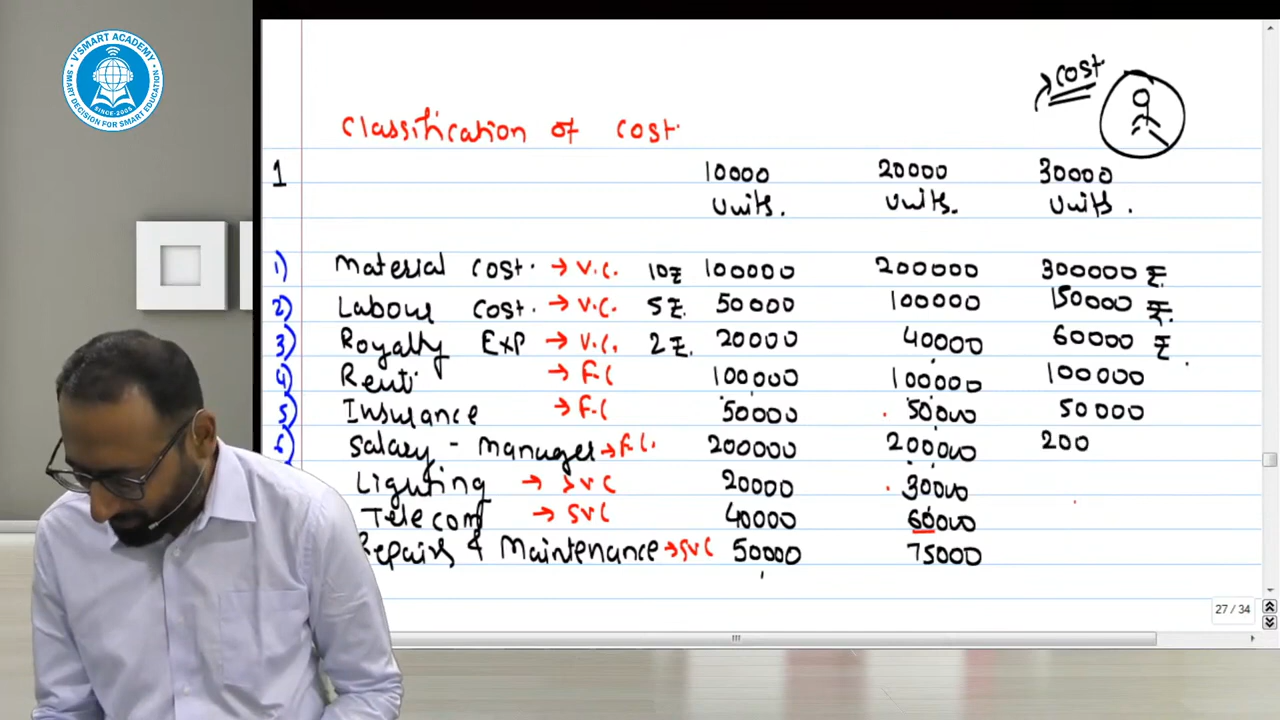 V'SMART ACADEMY
SMART DECISION FOR SMART EDUCATION
SINCE-2005
cost
Classification of cost.
1 10000 20000 30000
Units. Units. Units.
1) Material cost. → V.C. 10₹ 100000 200000 300000 ₹.
2) Labour cost. → V.C. 5₹. 50000 100000 150000 ₹.
3) Royalty Exp → V.C. 2₹. 20000 40000 60000 ₹.
4) Rent → F.C 100000 100000 100000
5) Insurance → F.C 50000 50000 50000
Salary - Manager → F.C. 200000 200000 200
Lighting → SVC 20000 30000
Telecom → SVC 40000 60000
Repairs & Maintenance → SVC 50000 75000
27 / 34